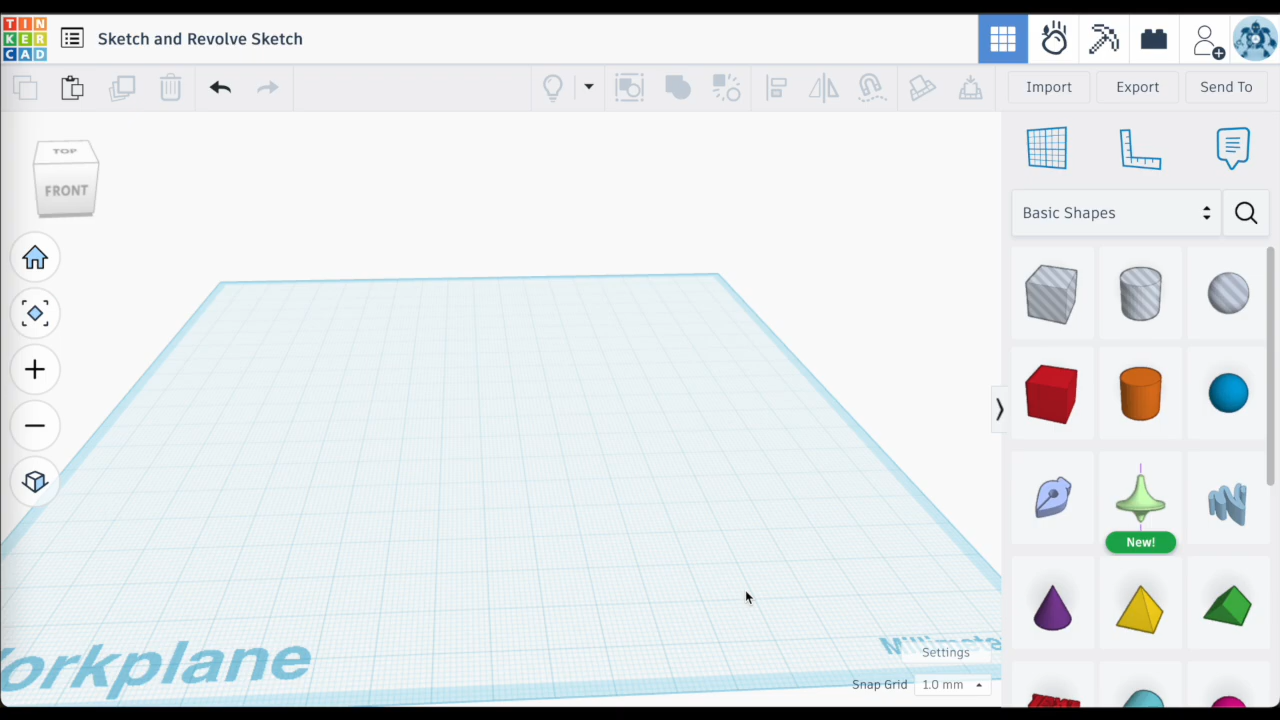 TIN
KER
CAD
Sketch and Revolve Sketch
Import
Export
Send To
TOP
FRONT
Basic Shapes
New!
orkplane
Settings
Snap Grid
1.0 mm